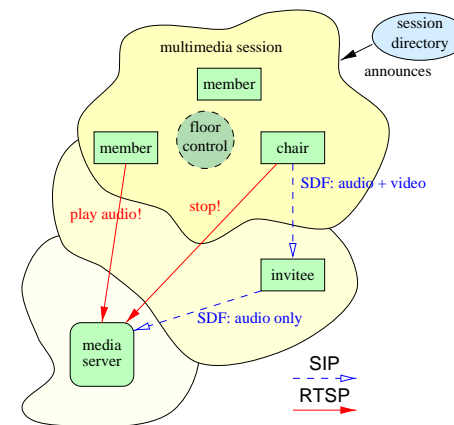 session
directory
multimedia session
announces
member
floor
control
member
chair
SDF: audio + video
play audio!
stop!
invitee
SDF: audio only
media
server
SIP
RTSP